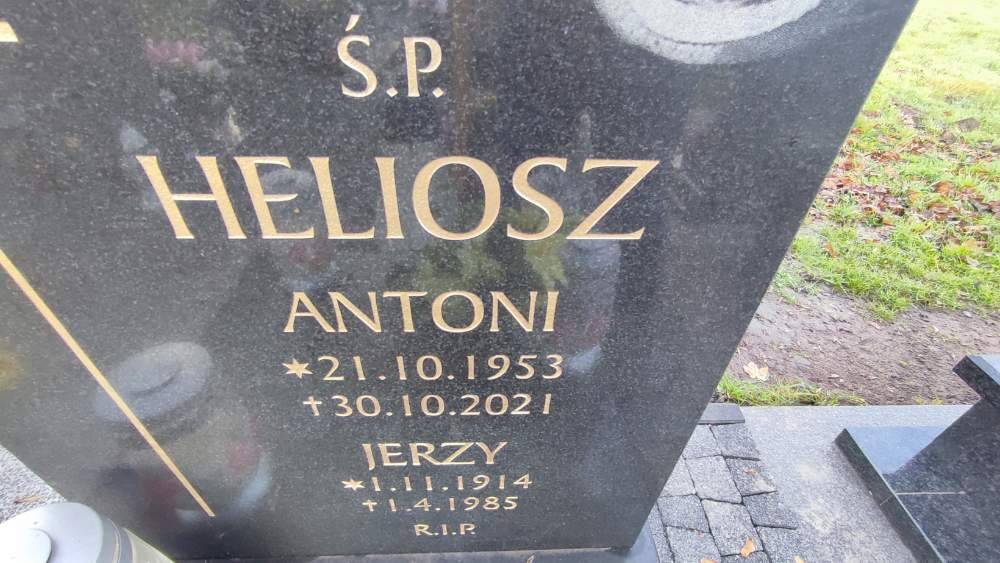 Ś.P.
HELIOSZ
ANTONI
*21.10.1953
†30.10.2021
JERZY
*1.11.1914
†1.4.1985
R.I.P.